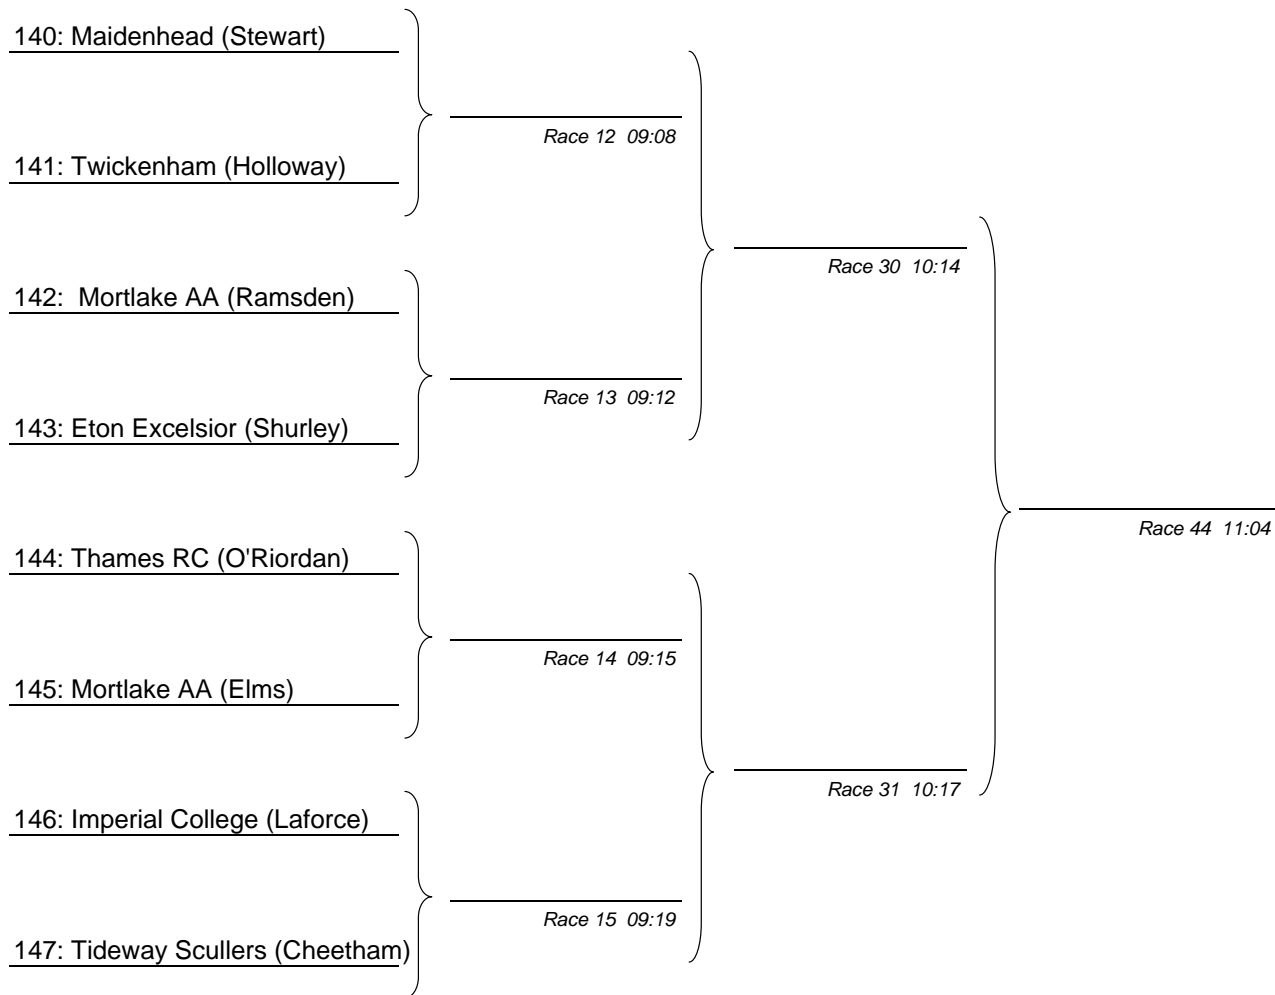 140: Maidenhead (Stewart)
Race 12 09:08
141: Twickenham (Holloway)
Race 30 10:14
142: Mortlake AA (Ramsden)
Race 13 09:12
143: Eton Excelsior (Shurley)
Race 44 11:04
144: Thames RC (O'Riordan)
Race 14 09:15
145: Mortlake AA (Elms)
Race 31 10:17
146: Imperial College (Laforce)
Race 15 09:19
147: Tideway Scullers (Cheetham)